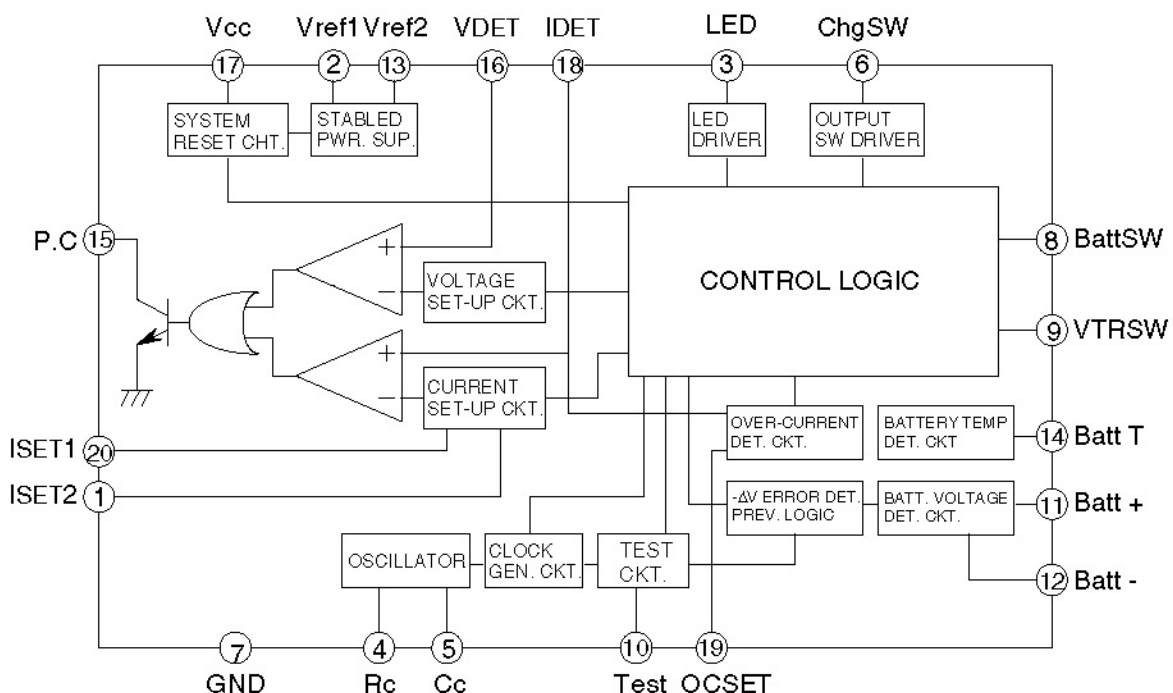 Vcc Vref1 Vref2 VDET IDET LED ChgSW
17 2 13 16 18 3 6
SYSTEM
RESET CHT.
STABLED
PWR. SUP.
LED
DRIVER
OUTPUT
SW DRIVER
P.C 15
+
−
VOLTAGE
SET-UP CKT.
CONTROL LOGIC
8 BattSW
9 VTRSW
+
−
CURRENT
SET-UP CKT.
OVER-CURRENT
DET. CKT.
BATTERY TEMP
DET. CKT
14 Batt T
ISET1 20
ISET2 1
-ΔV ERROR DET.
PREV. LOGIC
BATT. VOLTAGE
DET. CKT.
11 Batt +
12 Batt -
OSCILLATOR
CLOCK
GEN. CKT.
TEST
CKT.
7 4 5 10 19
GND Rc Cc Test OCSET